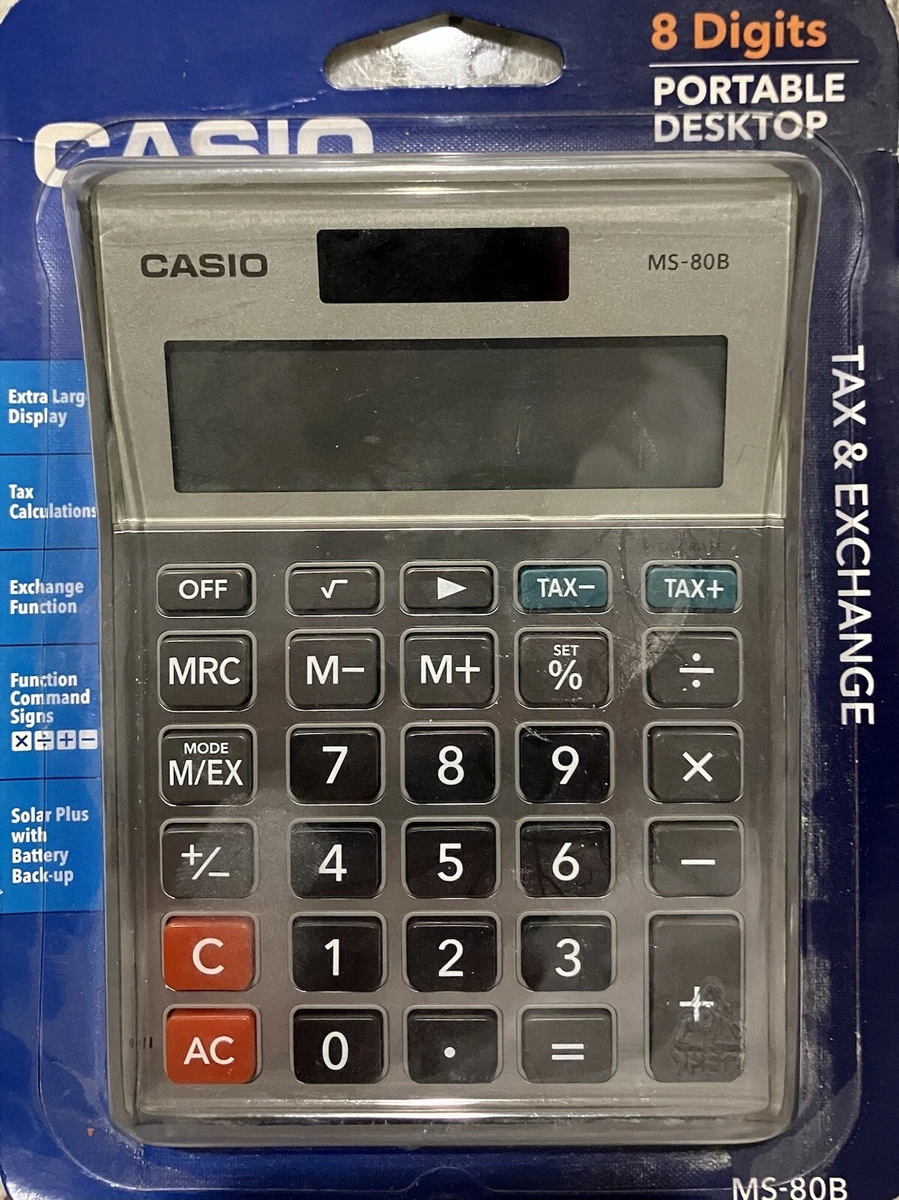 8 Digits
PORTABLE
DESKTOP
CASIO
CASIO
MS-80B
Extra Larg
Display
Tax
Calculations
Exchange
Function
Function
Command
Signs
× ÷ + −
Solar Plus
with
Battery
Back-up
TAX & EXCHANGE
OFF √ ▶ TAX− TAX+
MRC M− M+ SET % ÷
MODE
M/EX 7 8 9 ×
+/− 4 5 6 −
C 1 2 3 +
AC 0 · =
MS-80B